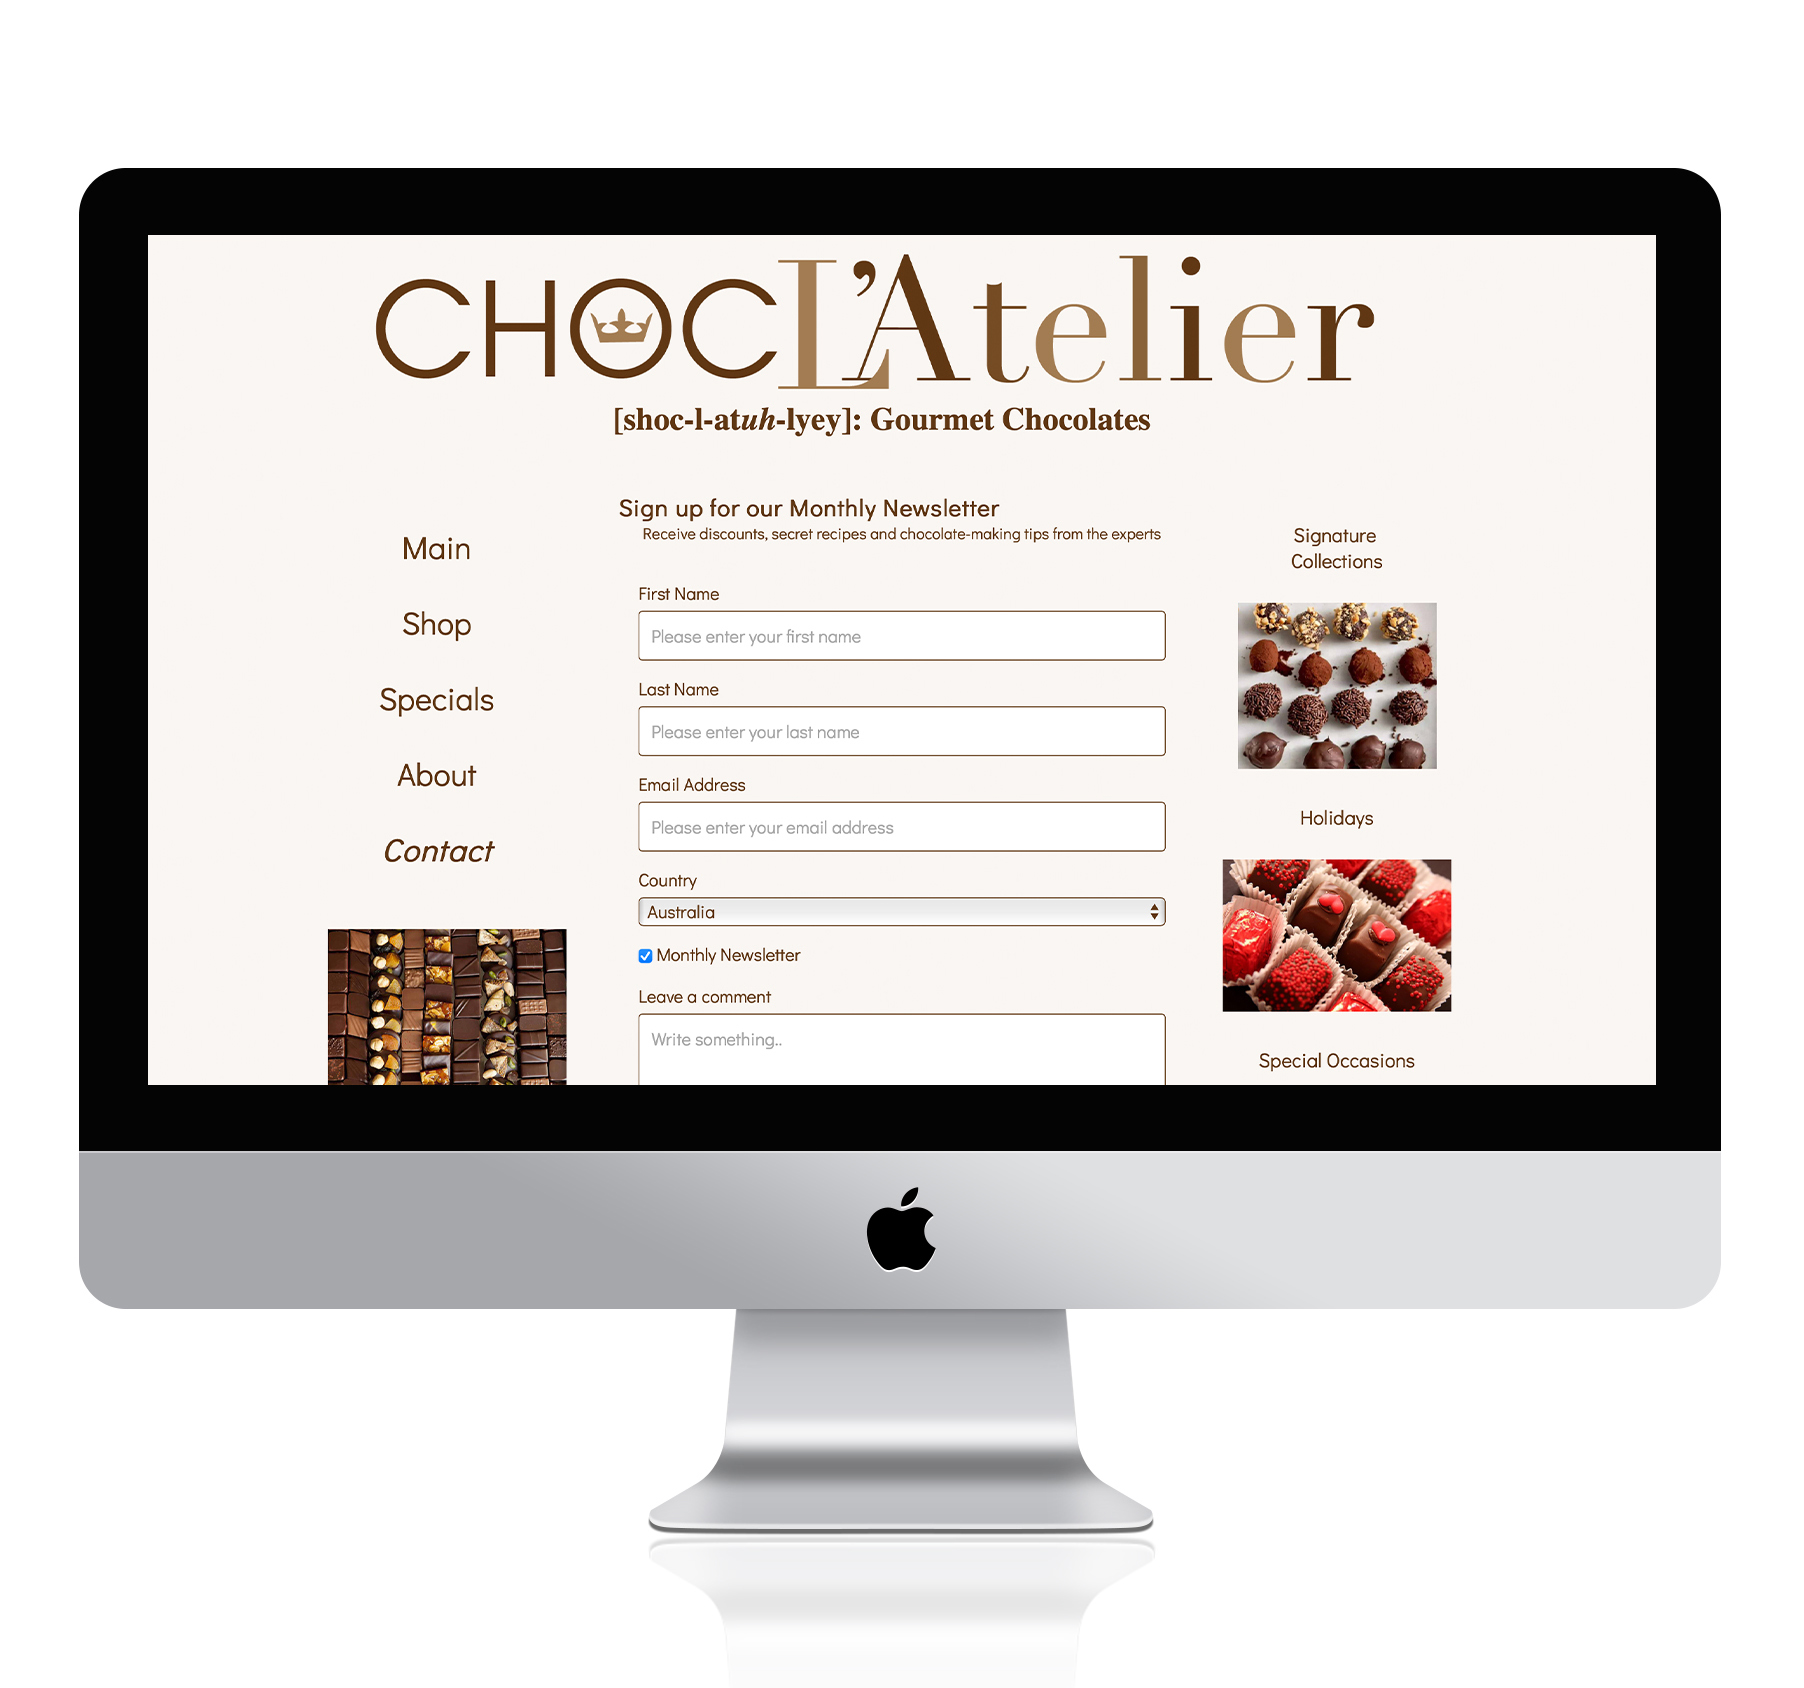 CHOCL'Atelier
[shoc-l-atuh-lyey]: Gourmet Chocolates
Main
Shop
Specials
About
Contact
Sign up for our Monthly Newsletter
Receive discounts, secret recipes and chocolate-making tips from the experts
First Name
Please enter your first name
Last Name
Please enter your last name
Email Address
Please enter your email address
Country
Australia
Monthly Newsletter
Leave a comment
Write something..
Signature
Collections
Holidays
Special Occasions